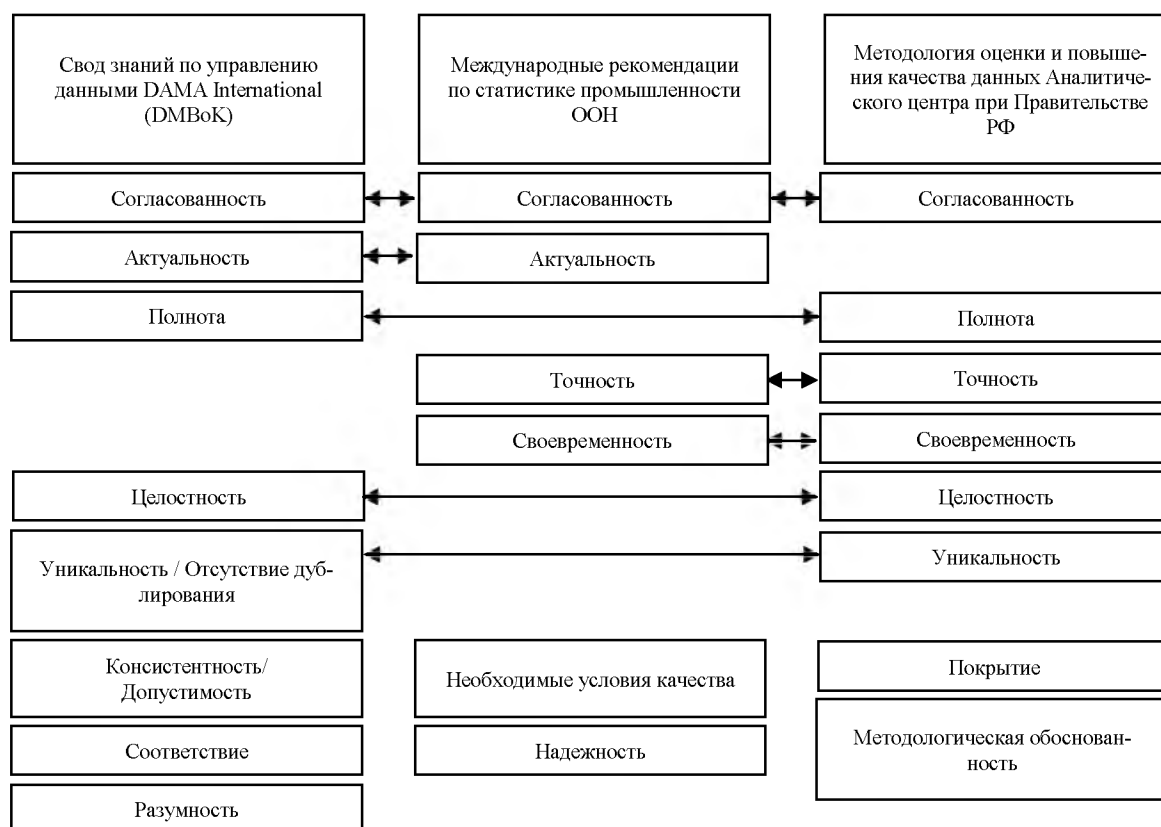 Свод знаний по управлению
данными DAMA International
(DMBoK)
Международные рекомендации
по статистике промышленности
ООН
Методология оценки и повыше-
ния качества данных Аналитиче-
ского центра при Правительстве
РФ
Согласованность
Согласованность
Согласованность
Актуальность
Актуальность
Полнота
Полнота
Точность
Точность
Своевременность
Своевременность
Целостность
Целостность
Уникальность / Отсутствие дуб-
лирования
Уникальность
Консистентность/
Допустимость
Необходимые условия качества
Покрытие
Соответствие
Надежность
Методологическая обоснован-
ность
Разумность